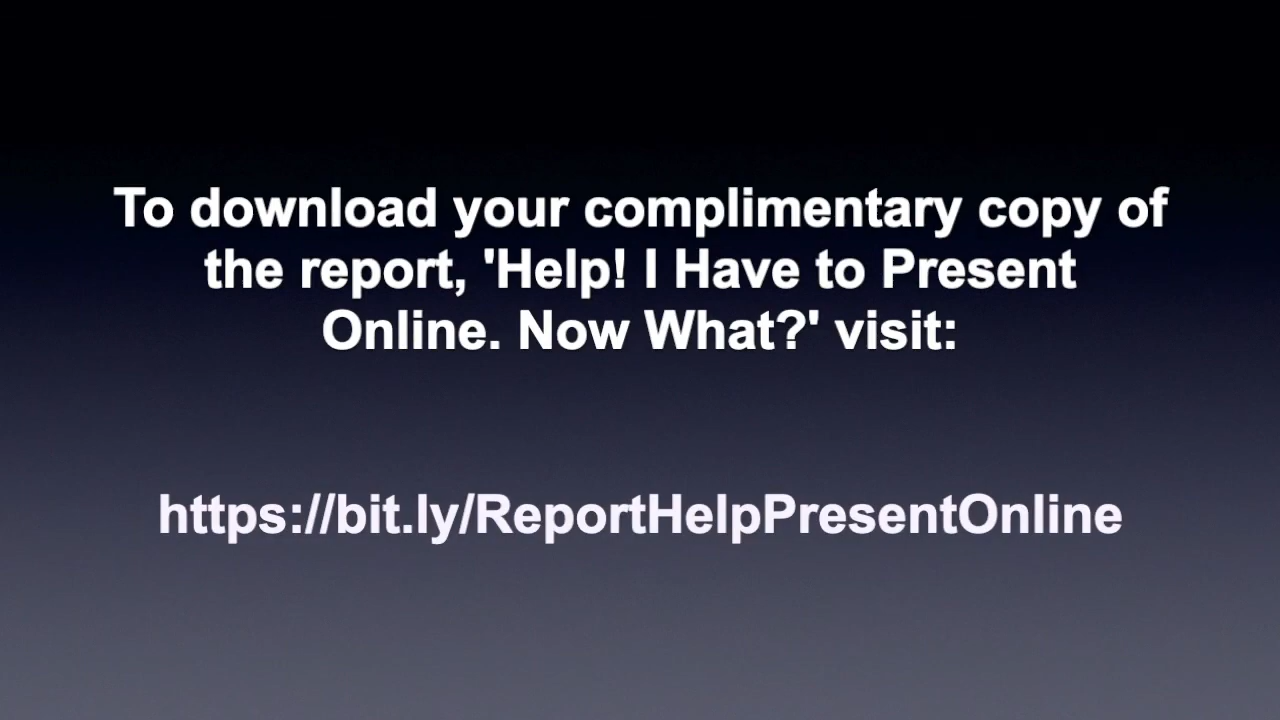 To download your complimentary copy of
the report, 'Help! I Have to Present
Online. Now What?' visit:
https://bit.ly/ReportHelpPresentOnline